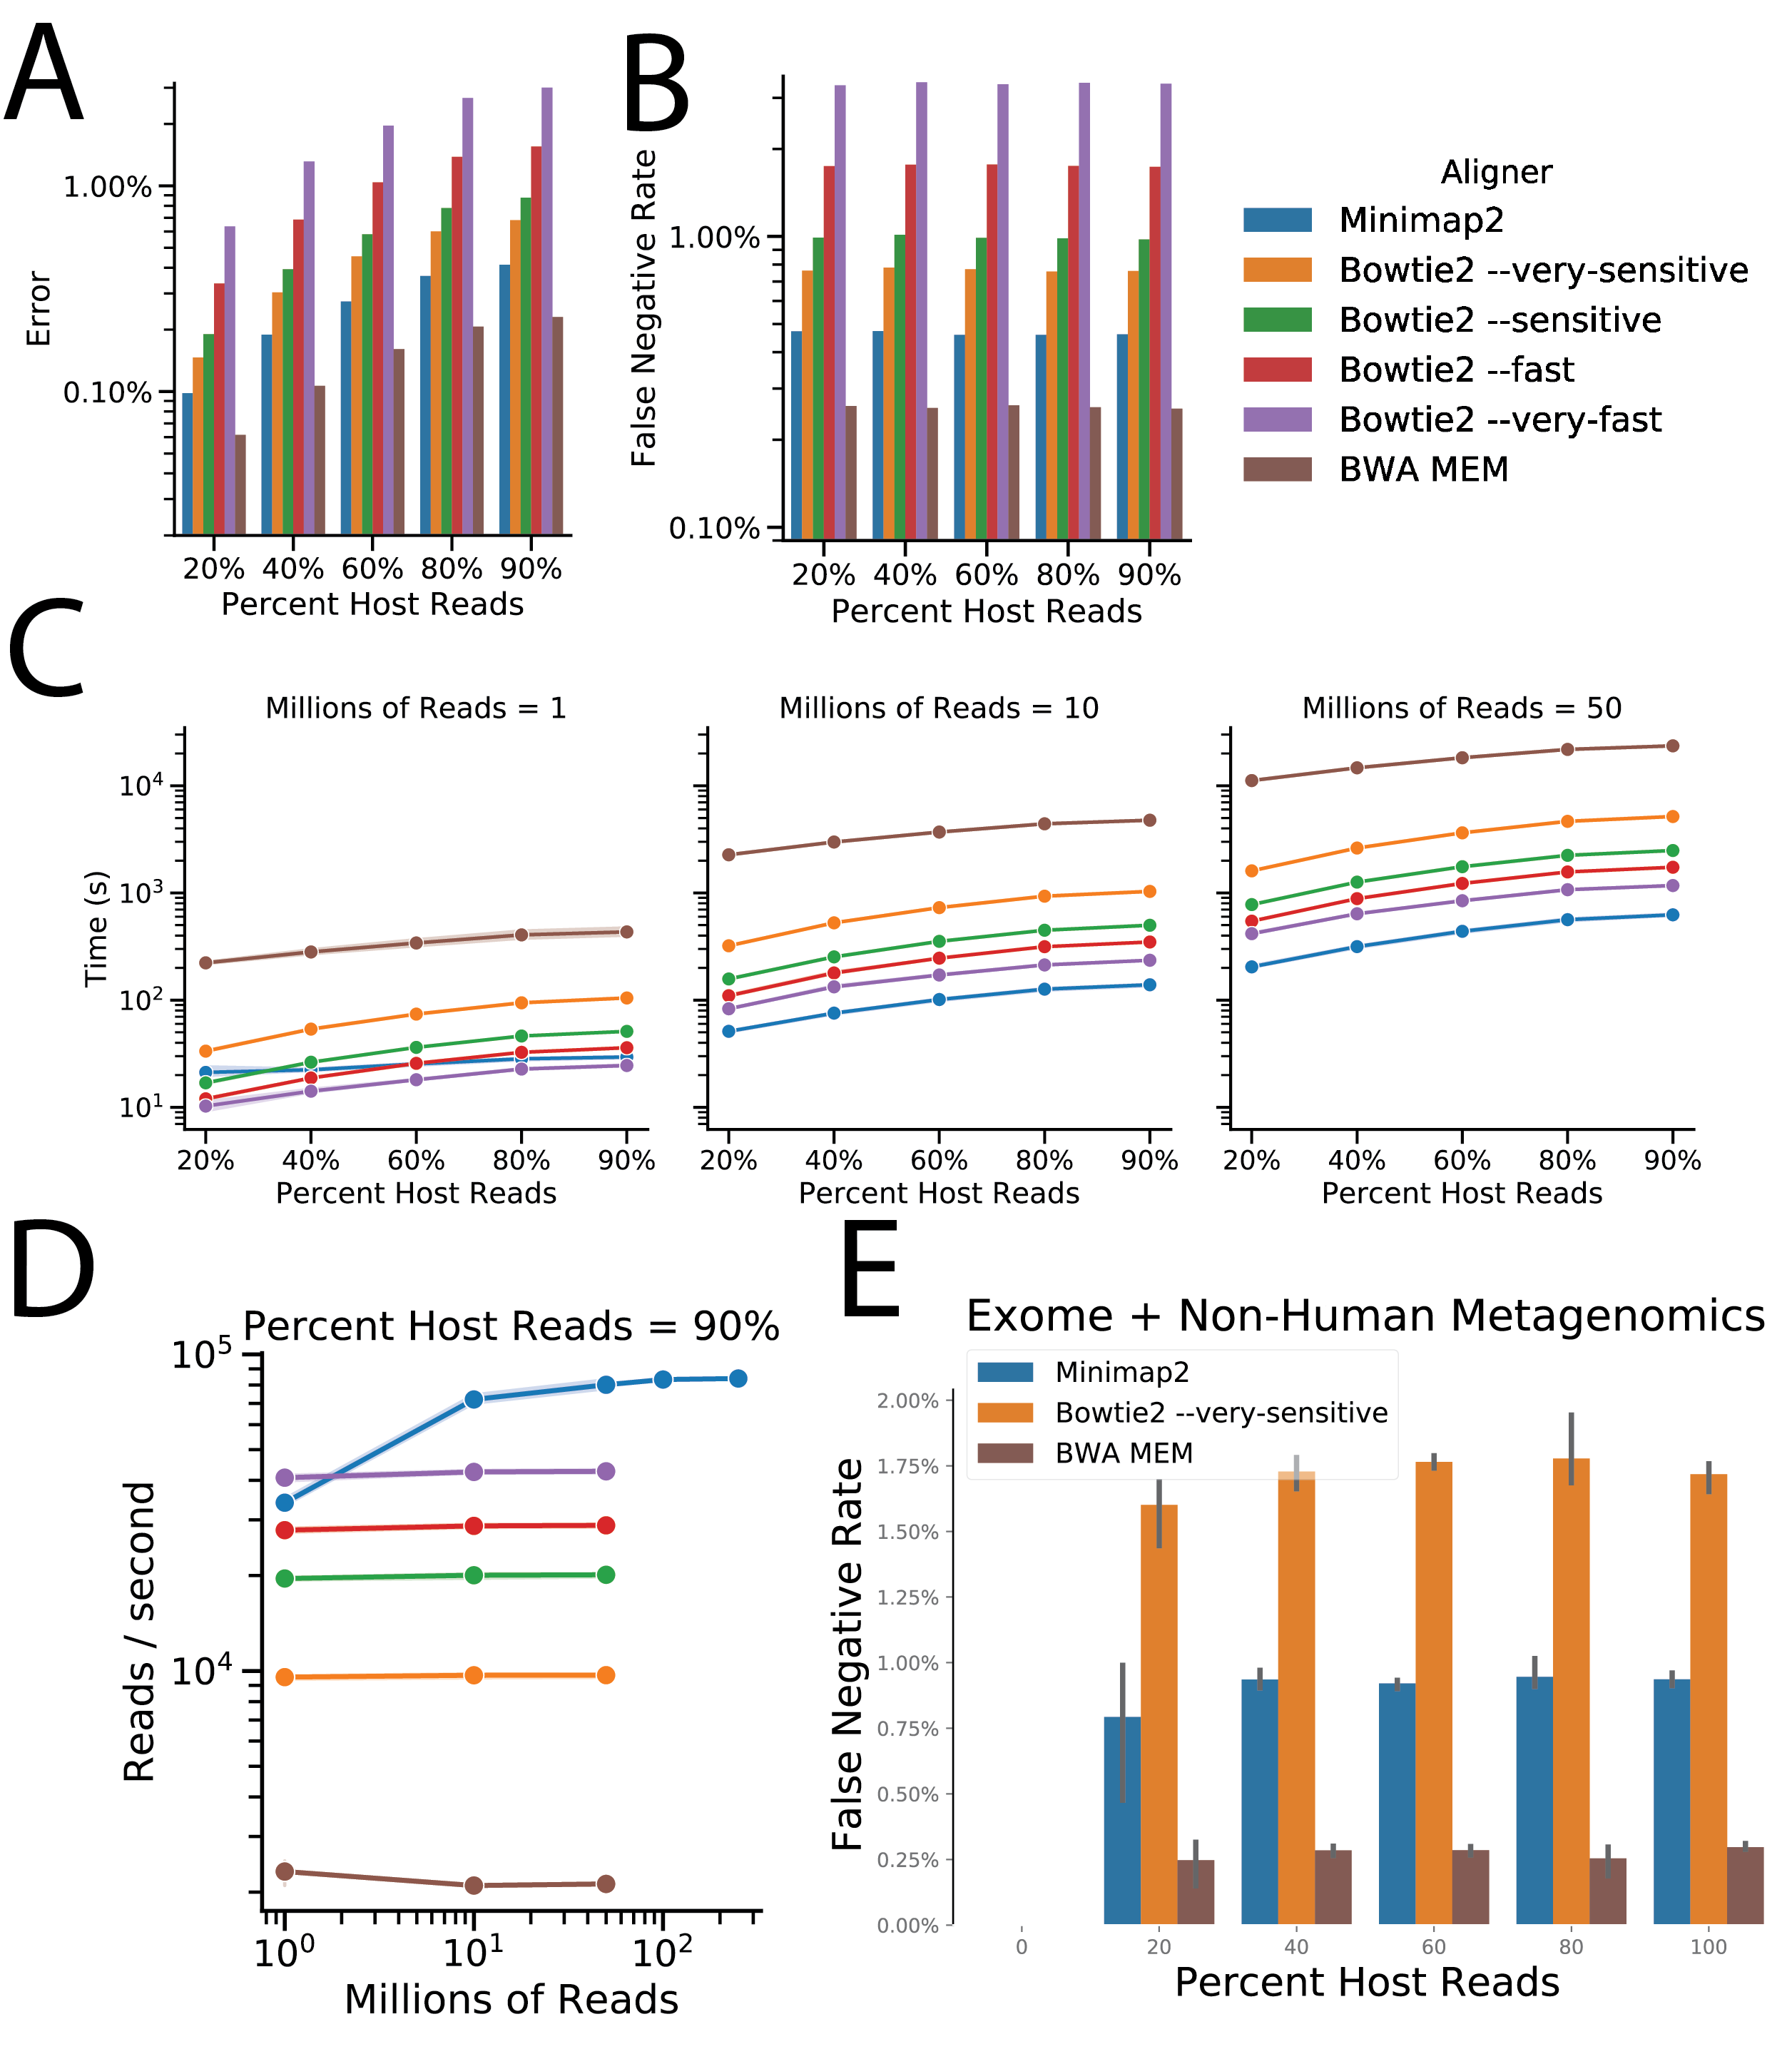 A
Error
1.00%
0.10%
20% 40% 60% 80% 90%
Percent Host Reads
B
False Negative Rate
1.00%
0.10%
20% 40% 60% 80% 90%
Percent Host Reads
Aligner
Minimap2
Bowtie2 --very-sensitive
Bowtie2 --sensitive
Bowtie2 --fast
Bowtie2 --very-fast
BWA MEM
C
Time (s)
Millions of Reads = 1
10⁴
10³
10²
10¹
20% 40% 60% 80% 90%
Percent Host Reads
Millions of Reads = 10
20% 40% 60% 80% 90%
Percent Host Reads
Millions of Reads = 50
20% 40% 60% 80% 90%
Percent Host Reads
D
Percent Host Reads = 90%
Reads / second
10⁵
10⁴
10⁰ 10¹ 10²
Millions of Reads
E
Exome + Non-Human Metagenomics
Minimap2
Bowtie2 --very-sensitive
BWA MEM
False Negative Rate
2.00%
1.75%
1.50%
1.25%
1.00%
0.75%
0.50%
0.25%
0.00%
0 20 40 60 80 100
Percent Host Reads